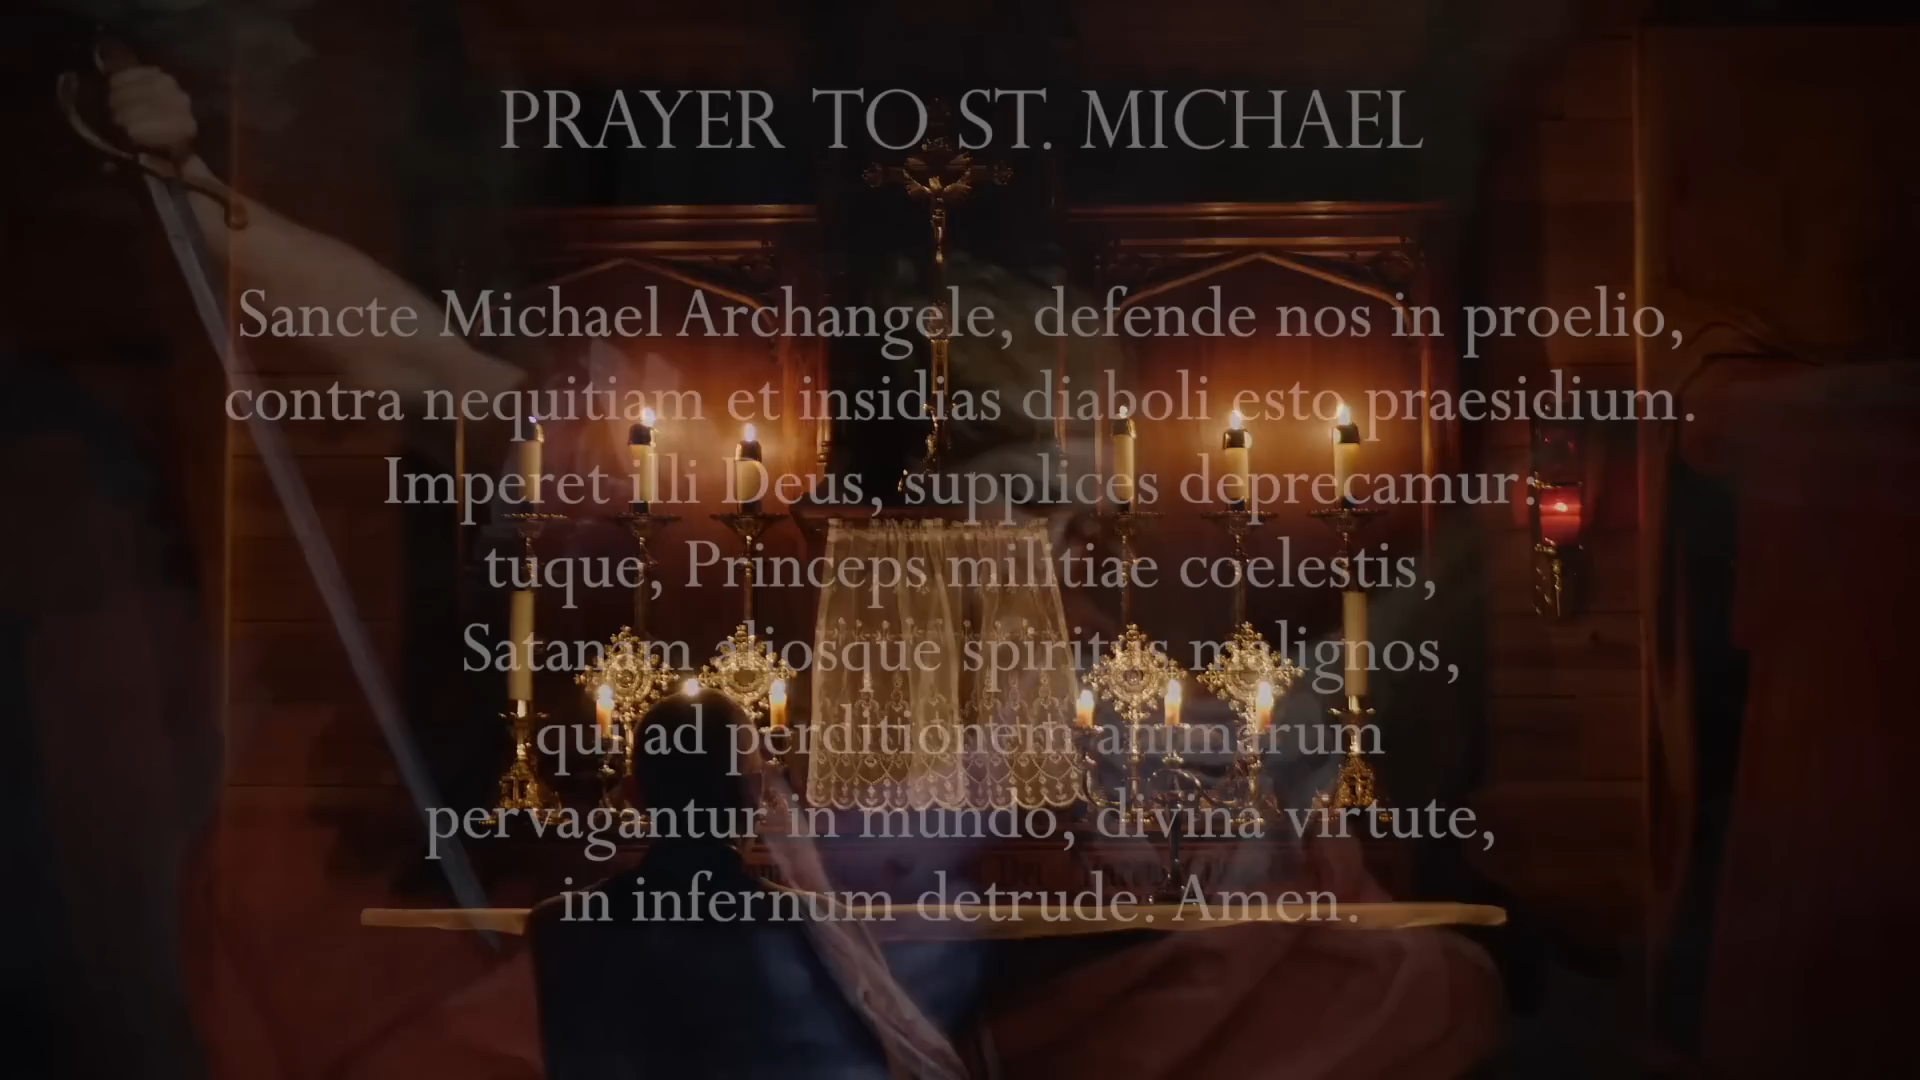 PRAYER TO ST. MICHAEL
Sancte Michael Archangele, defende nos in proelio,
contra nequitiam et insidias diaboli esto praesidium.
Imperet illi Deus, supplices deprecamur:
tuque, Princeps militiae coelestis,
Satanam aliosque spiritus malignos,
qui ad perditionem animarum
pervagantur in mundo, divina virtute,
in infernum detrude. Amen.